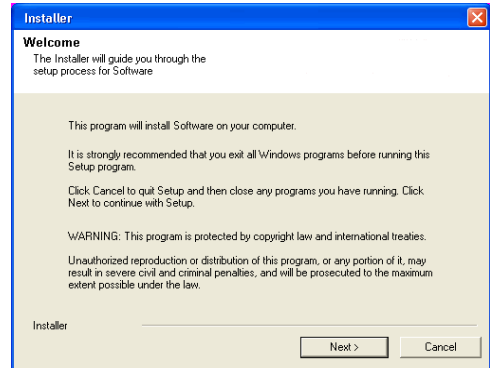 Installer
Welcome
The Installer will guide you through the
setup process for Software
This program will install Software on your computer.
It is strongly recommended that you exit all Windows programs before running this
Setup program.
Click Cancel to quit Setup and then close any programs you have running. Click
Next to continue with Setup.
WARNING: This program is protected by copyright law and international treaties.
Unauthorized reproduction or distribution of this program, or any portion of it, may
result in severe civil and criminal penalties, and will be prosecuted to the maximum
extent possible under the law.
Installer
Next >
Cancel